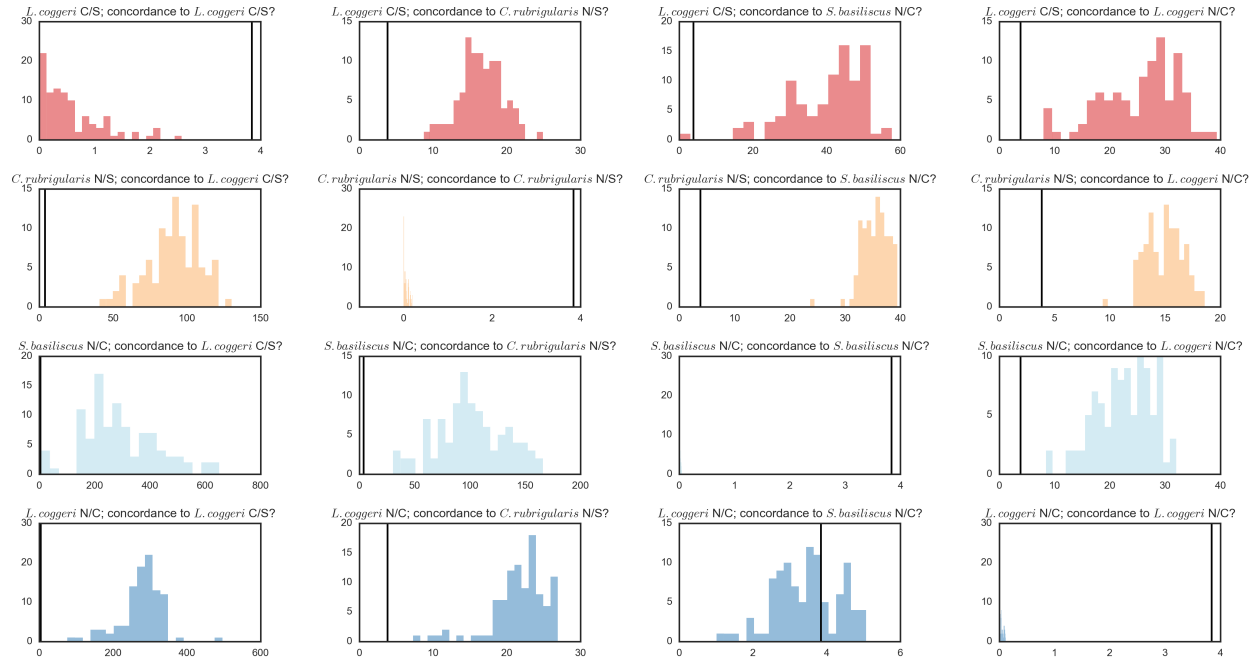 L. coggeri C/S; concordance to L. coggeri C/S?
L. coggeri C/S; concordance to C. rubrigularis N/S?
L. coggeri C/S; concordance to S. basiliscus N/C?
L. coggeri C/S; concordance to L. coggeri N/C?
30
20
10
0
0 1 2 3 4
15
10
5
0
0 10 20 30
20
15
10
5
0
0 20 40 60
15
10
5
0
0 10 20 30 40
C. rubrigularis N/S; concordance to L. coggeri C/S?
C. rubrigularis N/S; concordance to C. rubrigularis N/S?
C. rubrigularis N/S; concordance to S. basiliscus N/C?
C. rubrigularis N/S; concordance to L. coggeri N/C?
15
10
5
0
0 50 100 150
30
20
10
0
0 2 4
15
10
5
0
0 10 20 30 40
15
10
5
0
0 5 10 15 20
S. basiliscus N/C; concordance to L. coggeri C/S?
S. basiliscus N/C; concordance to C. rubrigularis N/S?
S. basiliscus N/C; concordance to S. basiliscus N/C?
S. basiliscus N/C; concordance to L. coggeri N/C?
20
15
10
5
0
0 200 400 600 800
15
10
5
0
0 50 100 150 200
30
20
10
0
0 1 2 3 4
10
5
0
0 10 20 30 40
L. coggeri N/C; concordance to L. coggeri C/S?
L. coggeri N/C; concordance to C. rubrigularis N/S?
L. coggeri N/C; concordance to S. basiliscus N/C?
L. coggeri N/C; concordance to L. coggeri N/C?
30
20
10
0
0 200 400 600
20
15
10
5
0
0 10 20 30
15
10
5
0
0 2 4 6
30
20
10
0
0 1 2 3 4